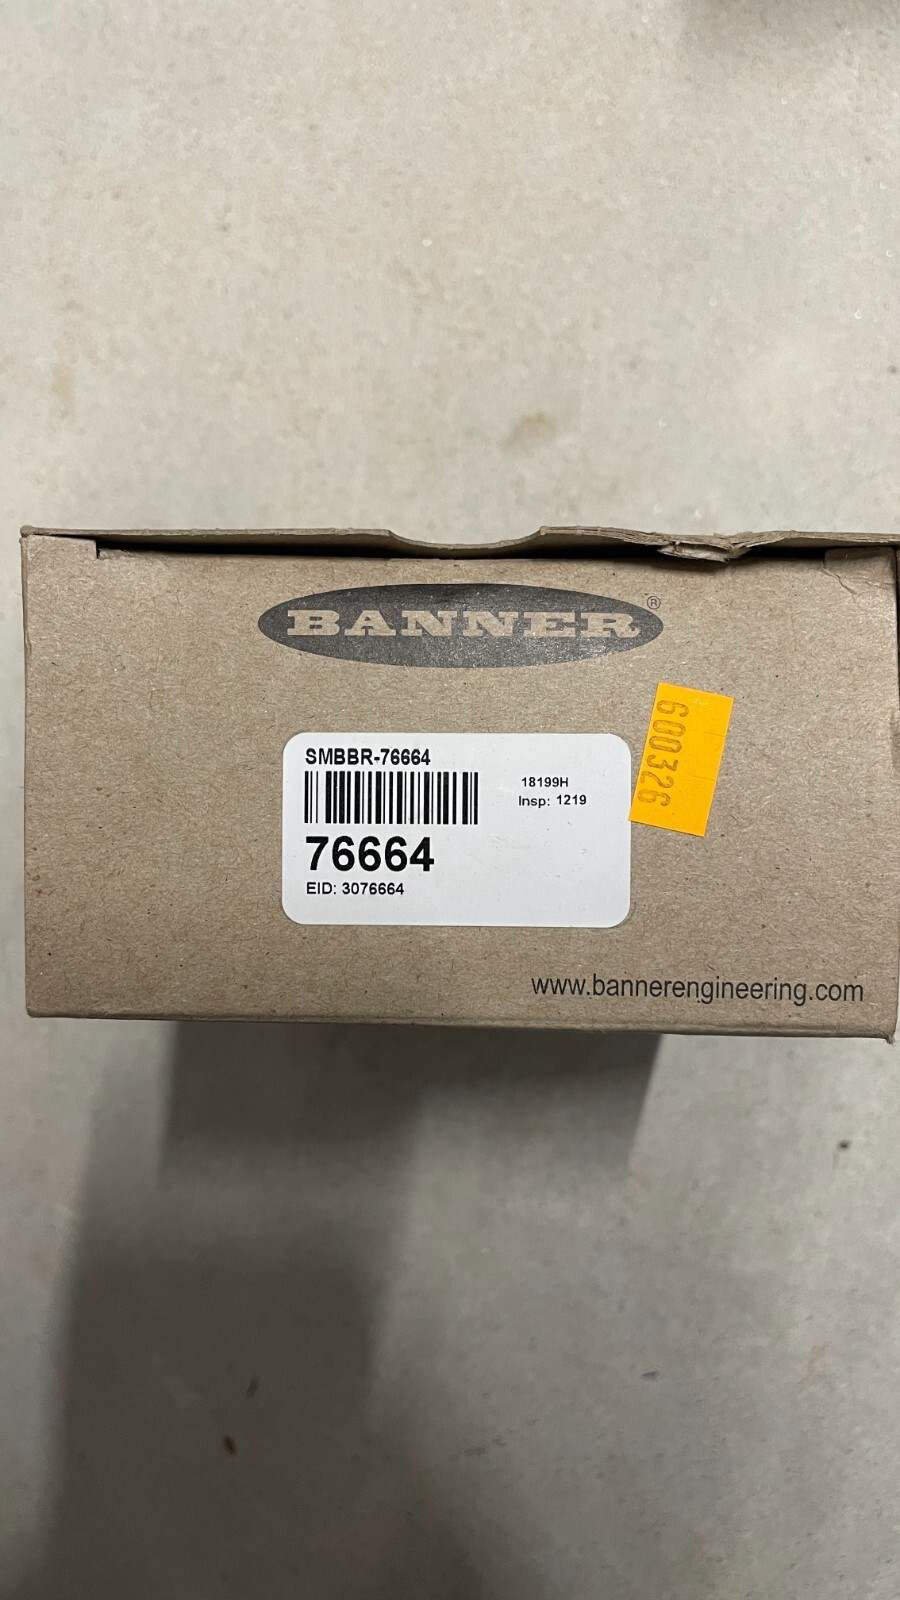 BANNER®
SMBBR-76664
18199H
Insp: 1219
76664
EID: 3076664
600326
www.bannerengineering.com